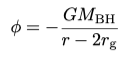 ϕ = − GM_BH / (r − 2r_g)